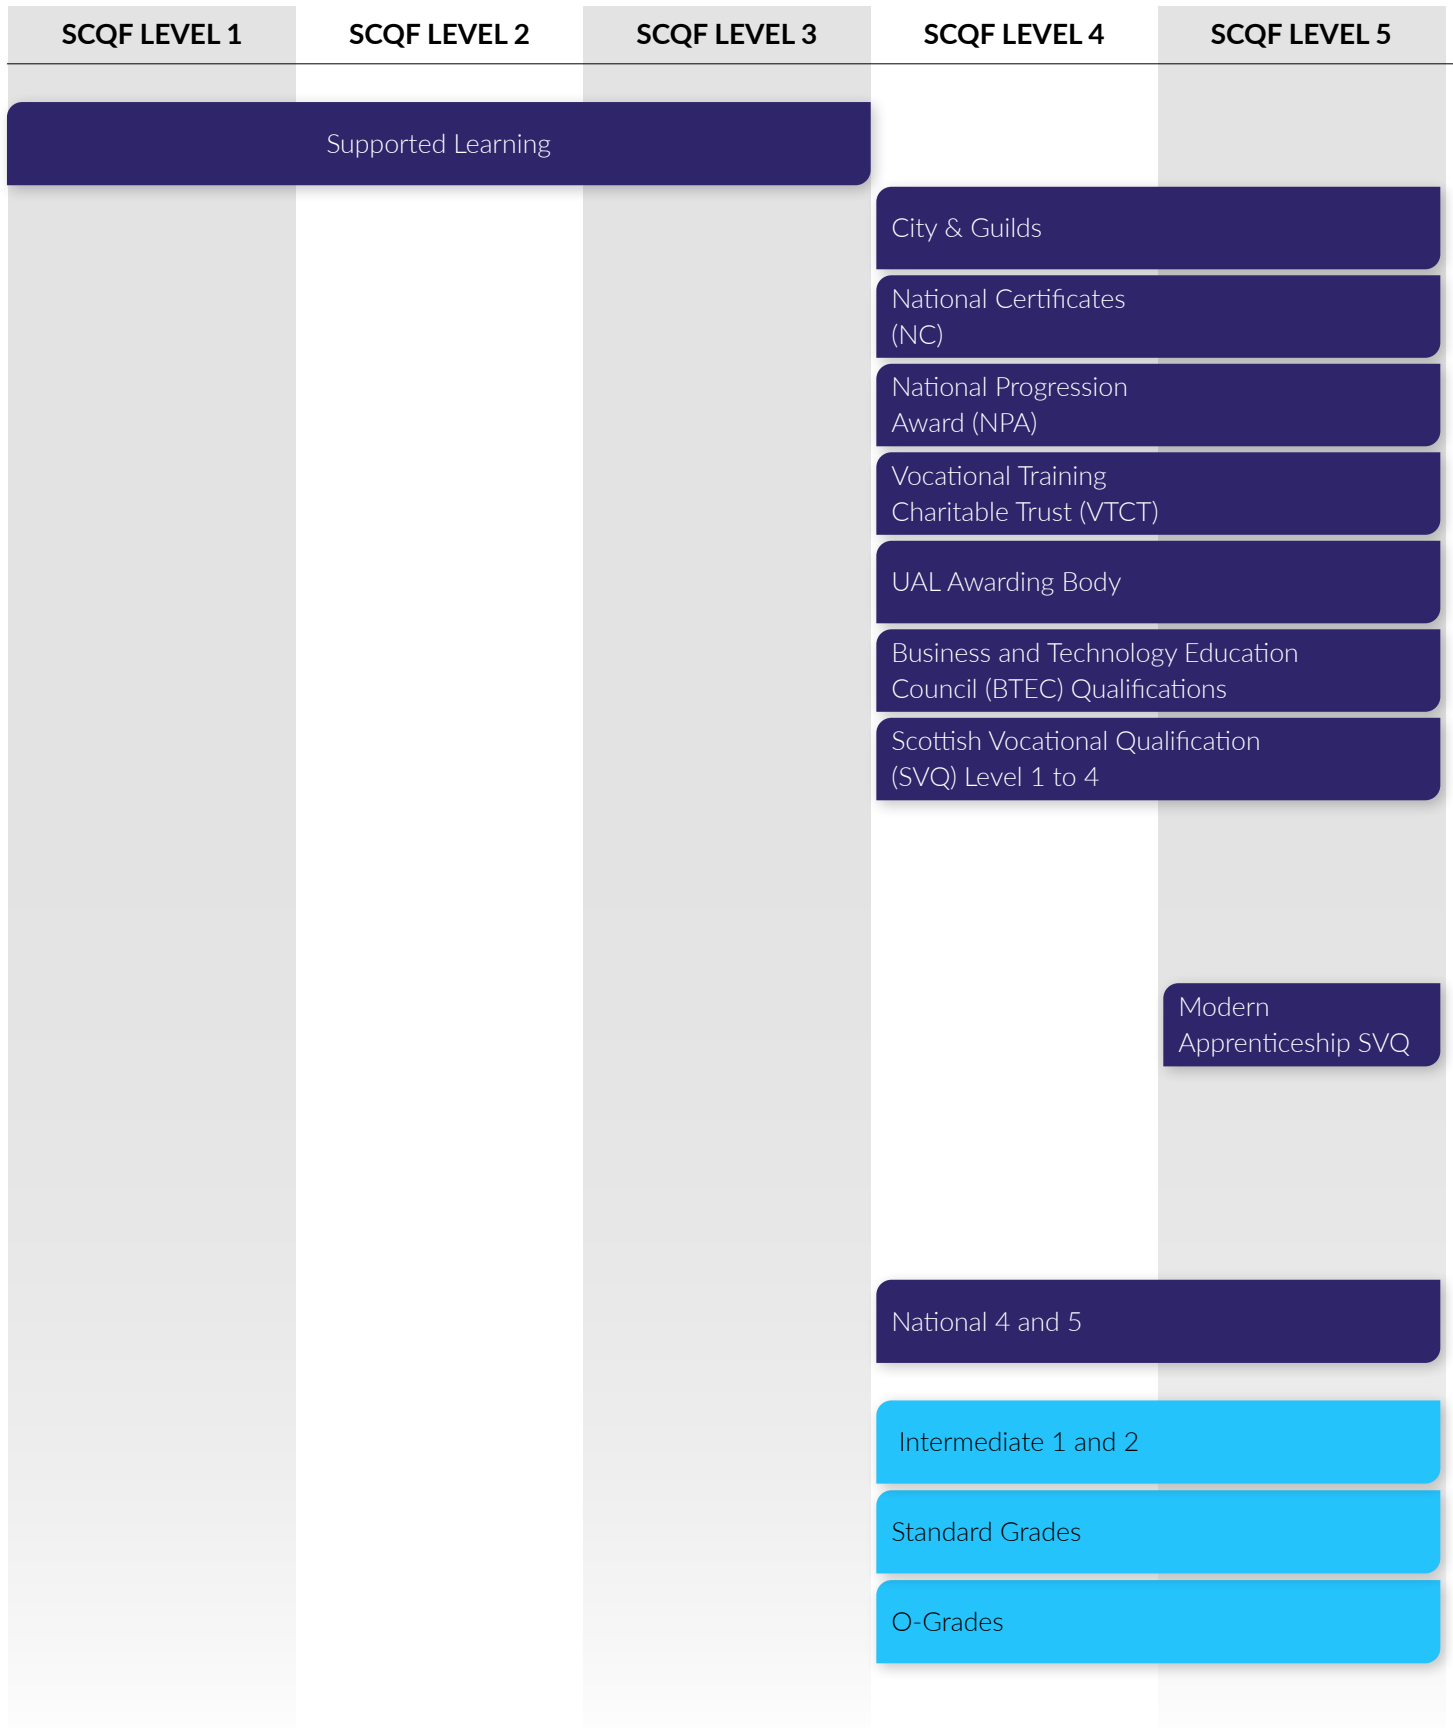 SCQF LEVEL 1
SCQF LEVEL 2
SCQF LEVEL 3
SCQF LEVEL 4
SCQF LEVEL 5
Supported Learning
City & Guilds
National Certificates
(NC)
National Progression
Award (NPA)
Vocational Training
Charitable Trust (VTCT)
UAL Awarding Body
Business and Technology Education
Council (BTEC) Qualifications
Scottish Vocational Qualification
(SVQ) Level 1 to 4
Modern
Apprenticeship SVQ
National 4 and 5
Intermediate 1 and 2
Standard Grades
O-Grades